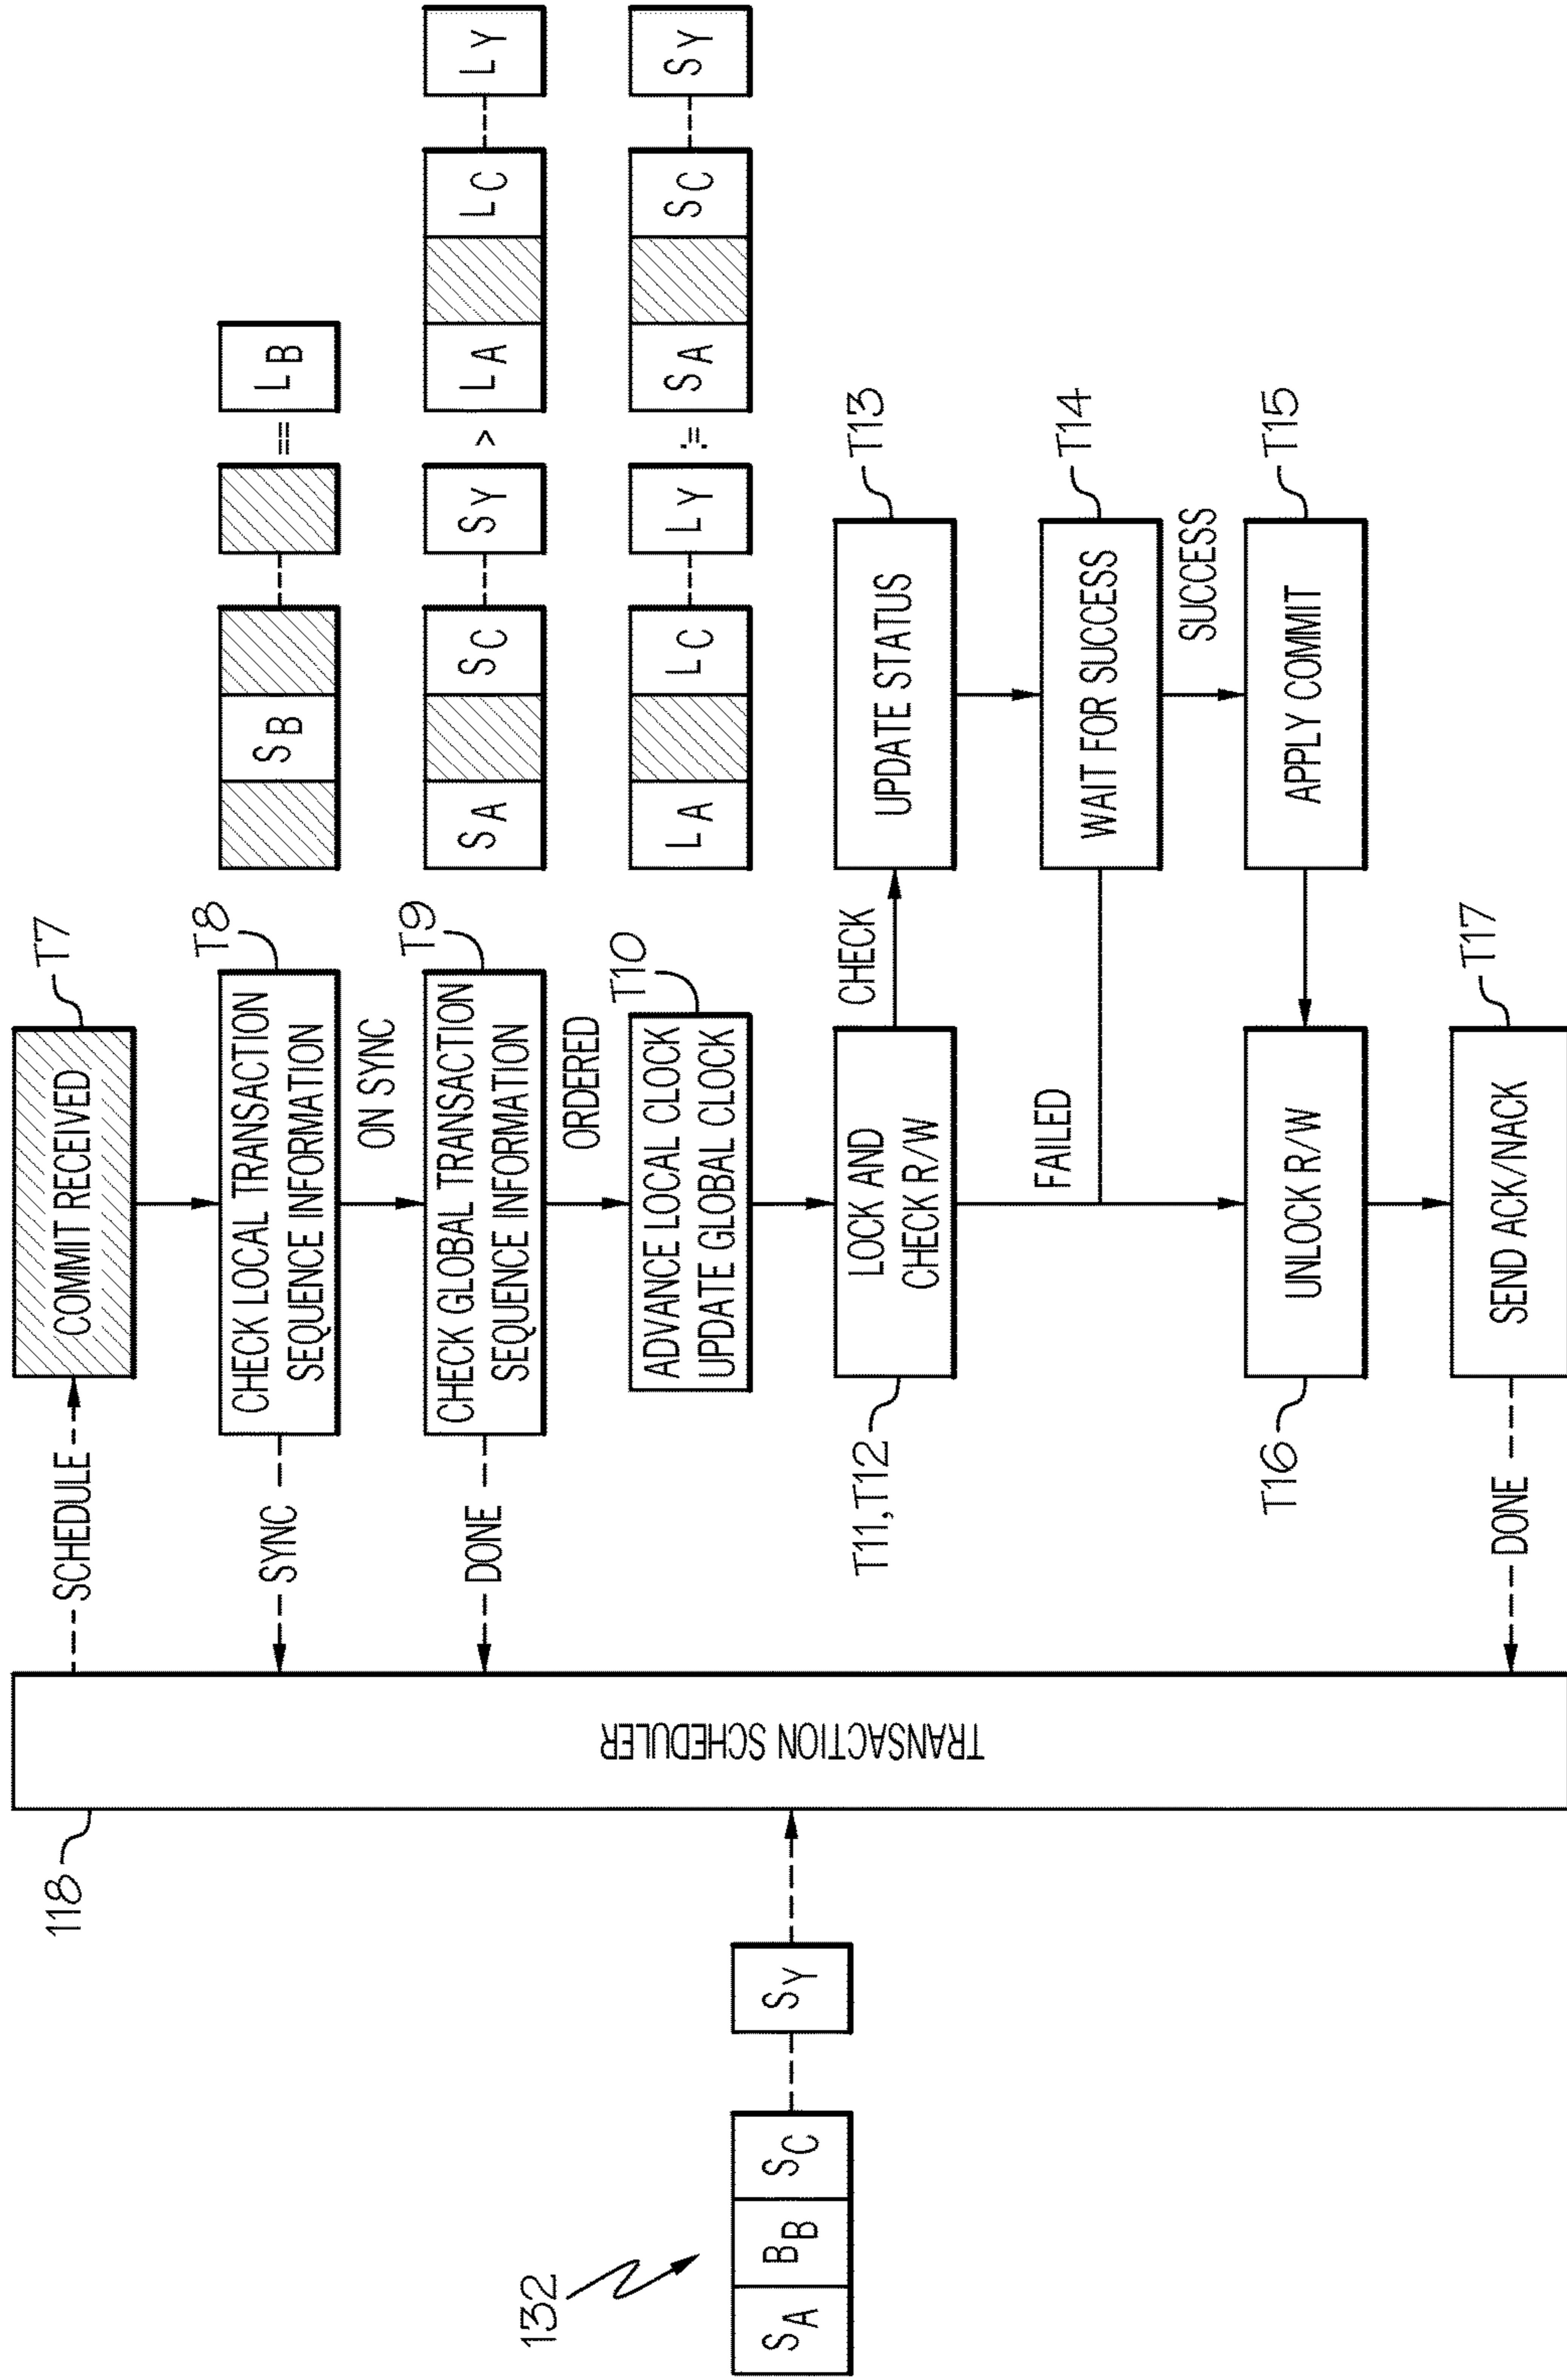 118
SCHEDULE
COMMIT RECEIVED
T7
SYNC
CHECK LOCAL TRANSACTION
SEQUENCE INFORMATION
T8
SB == LB
ON SYNC
DONE
CHECK GLOBAL TRANSACTION
SEQUENCE INFORMATION
T9
SA SC SY > LA LC LY
ORDERED
132
SA BB SC SY
TRANSACTION SCHEDULER
ADVANCE LOCAL CLOCK
UPDATE GLOBAL CLOCK
T10
LA LC LY := SA SC SY
T11,T12
LOCK AND
CHECK R/W
CHECK
UPDATE STATUS
T13
FAILED
WAIT FOR SUCCESS
T14
SUCCESS
T16
UNLOCK R/W
APPLY COMMIT
T15
DONE
SEND ACK/NACK
T17